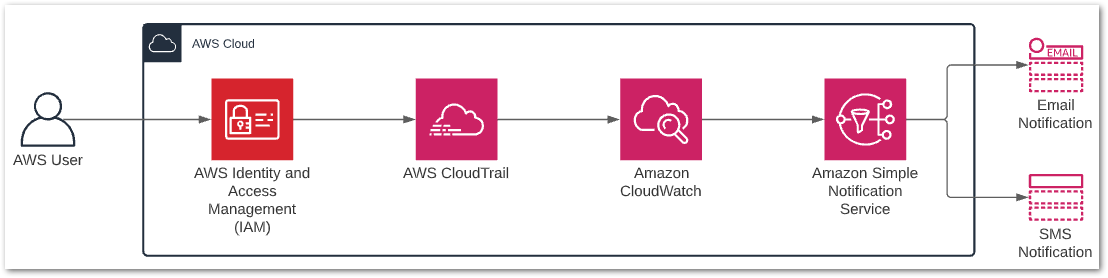 AWS Cloud
AWS User
AWS Identity and
Access
Management
(IAM)
AWS CloudTrail
Amazon
CloudWatch
Amazon Simple
Notification
Service
EMAIL
Email
Notification
SMS
Notification